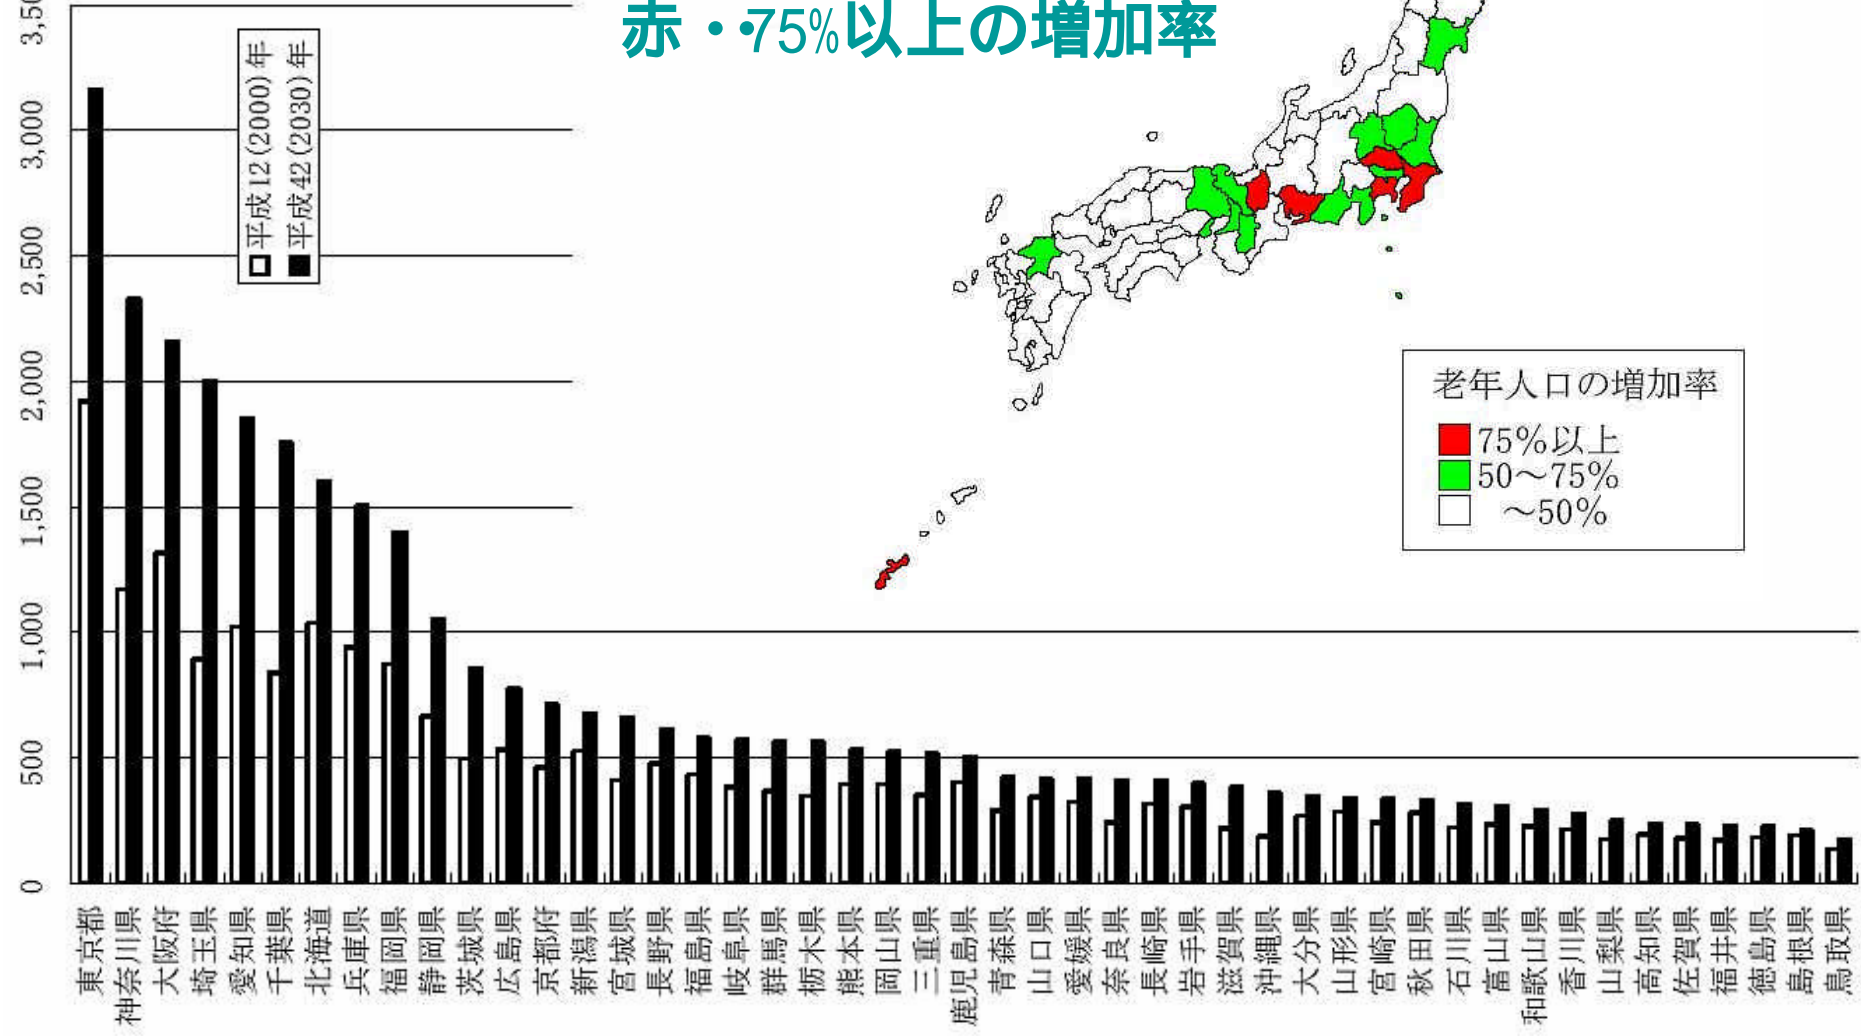 赤・・75%以上の増加率
平成12(2000)年
平成42(2030)年
3,000
2,500
2,000
1,500
1,000
500
0
老年人口の増加率
75%以上
50～75%
～50%
東京都
神奈川県
大阪府
埼玉県
愛知県
千葉県
北海道
兵庫県
福岡県
静岡県
茨城県
広島県
京都府
新潟県
宮城県
長野県
福島県
岐阜県
群馬県
栃木県
熊本県
岡山県
三重県
鹿児島県
青森県
山口県
愛媛県
奈良県
長崎県
岩手県
滋賀県
沖縄県
大分県
山形県
宮崎県
秋田県
石川県
富山県
和歌山県
香川県
山梨県
高知県
佐賀県
福井県
徳島県
島根県
鳥取県